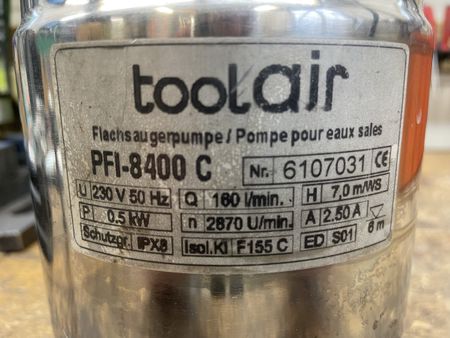 toolair
Flachsaugerpumpe / Pompe pour eaux sales
PFI-8400 C Nr. 6107031 CE
U 230 V 50 Hz Q 160 l/min. H 7,0 m/WS
P 0.5 kW n 2870 U/min. A 2.50 A
Schutzgr. IPX8 Isol.Kl F155 C ED S01 6 m